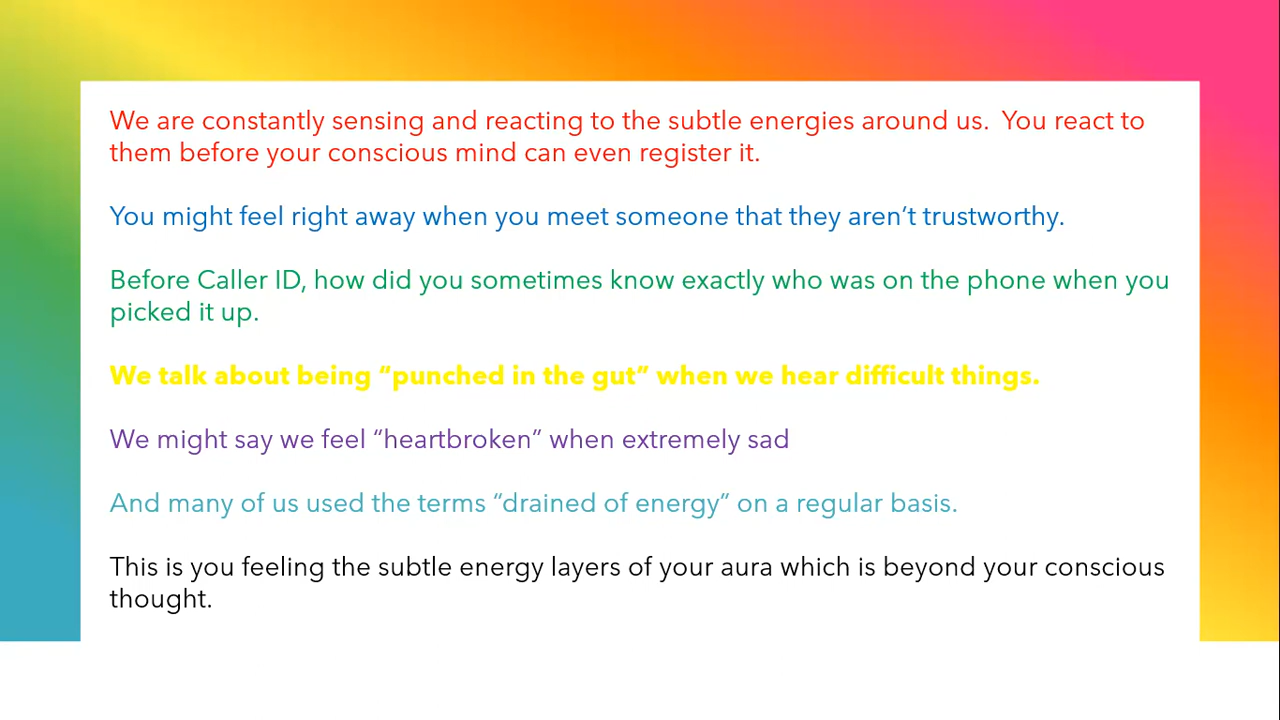 We are constantly sensing and reacting to the subtle energies around us.  You react to
them before your conscious mind can even register it.
You might feel right away when you meet someone that they aren’t trustworthy.
Before Caller ID, how did you sometimes know exactly who was on the phone when you
picked it up.
We talk about being “punched in the gut” when we hear difficult things.
We might say we feel “heartbroken” when extremely sad
And many of us used the terms “drained of energy” on a regular basis.
This is you feeling the subtle energy layers of your aura which is beyond your conscious
thought.